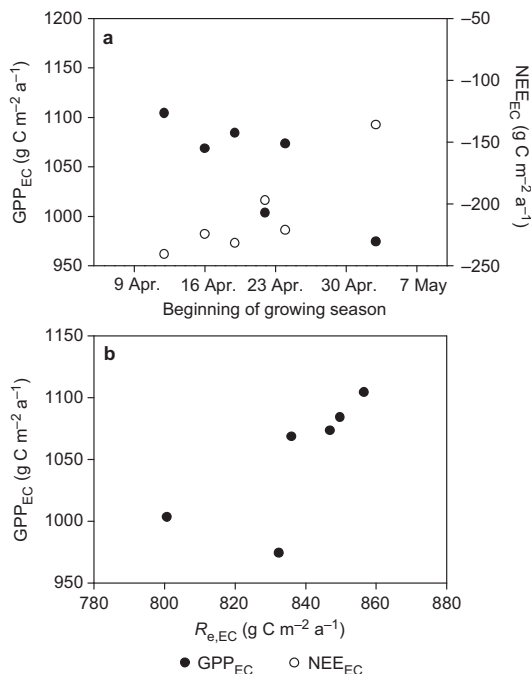 a
1200
1150
1100
1050
1000
950
GPP_EC (g C m⁻² a⁻¹)
–50
–100
–150
–200
–250
NEE_EC (g C m⁻² a⁻¹)
9 Apr. 16 Apr. 23 Apr. 30 Apr. 7 May
Beginning of growing season
b
1200
1150
1100
1050
1000
950
GPP_EC (g C m⁻² a⁻¹)
780 800 820 840 860 880
R_e,EC (g C m⁻² a⁻¹)
GPP_EC NEE_EC